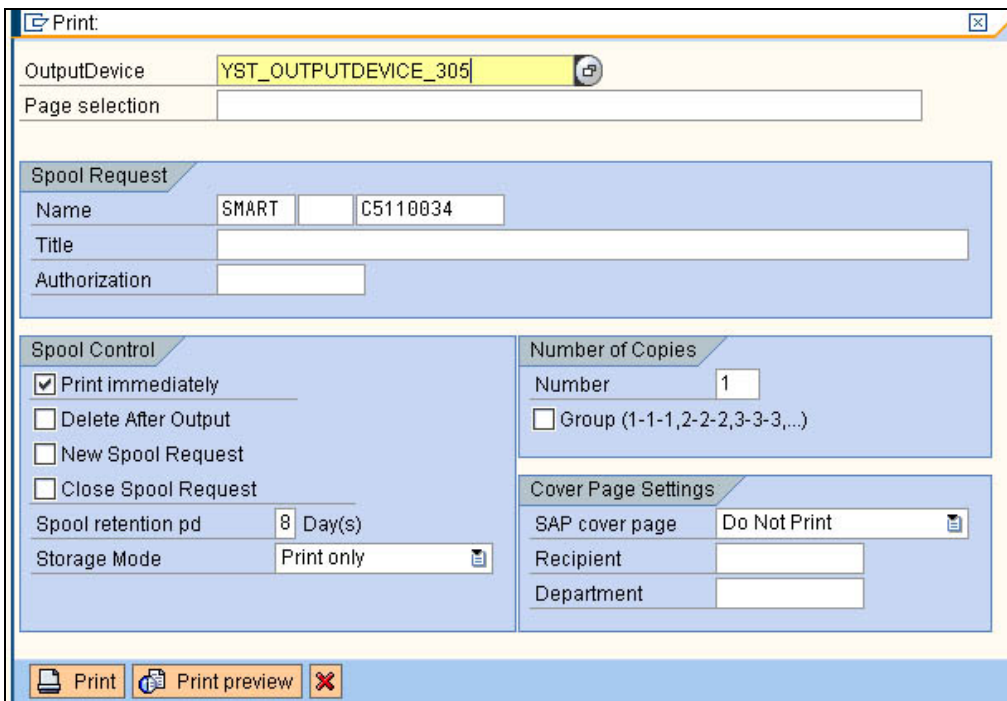 Print:
OutputDevice YST_OUTPUTDEVICE_305
Page selection
Spool Request
Name SMART C5110034
Title
Authorization
Spool Control
Print immediately
Delete After Output
New Spool Request
Close Spool Request
Spool retention pd 8 Day(s)
Storage Mode Print only
Number of Copies
Number 1
Group (1-1-1,2-2-2,3-3-3,...)
Cover Page Settings
SAP cover page Do Not Print
Recipient
Department
Print Print preview